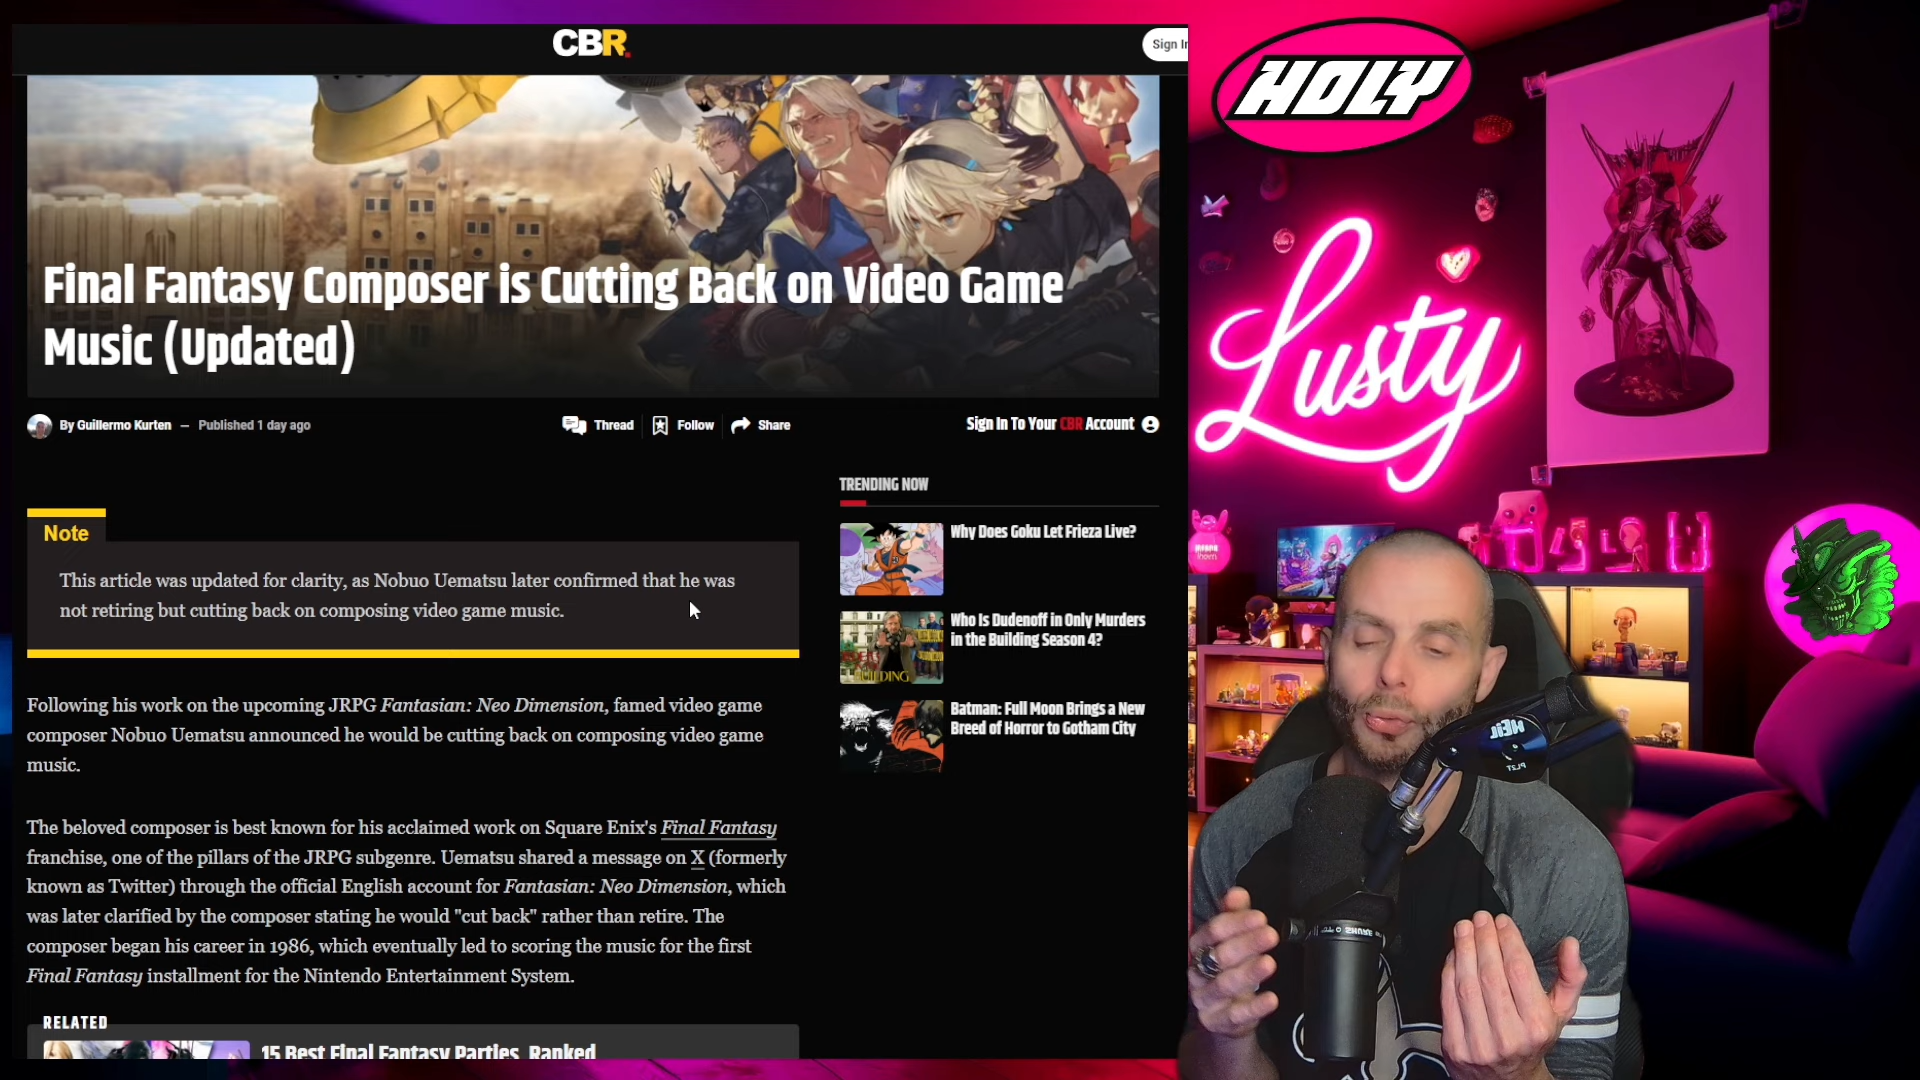 CBR.
Sign In
Final Fantasy Composer is Cutting Back on Video Game
Music (Updated)
By Guillermo Kurten — Published 1 day ago
Thread
Follow
Share
Sign In To Your CBR Account
Note
This article was updated for clarity, as Nobuo Uematsu later confirmed that he was
not retiring but cutting back on composing video game music.
Following his work on the upcoming JRPG Fantasian: Neo Dimension, famed video game
composer Nobuo Uematsu announced he would be cutting back on composing video game
music.
The beloved composer is best known for his acclaimed work on Square Enix's Final Fantasy
franchise, one of the pillars of the JRPG subgenre. Uematsu shared a message on X (formerly
known as Twitter) through the official English account for Fantasian: Neo Dimension, which
was later clarified by the composer stating he would "cut back" rather than retire. The
composer began his career in 1986, which eventually led to scoring the music for the first
Final Fantasy installment for the Nintendo Entertainment System.
RELATED
15 Best Final Fantasy Parties, Ranked
TRENDING NOW
Why Does Goku Let Frieza Live?
Who Is Dudenoff in Only Murders
in the Building Season 4?
BUILDING
Batman: Full Moon Brings a New
Breed of Horror to Gotham City
HOLY
Lusty
HEiL
PL2T
SHURE